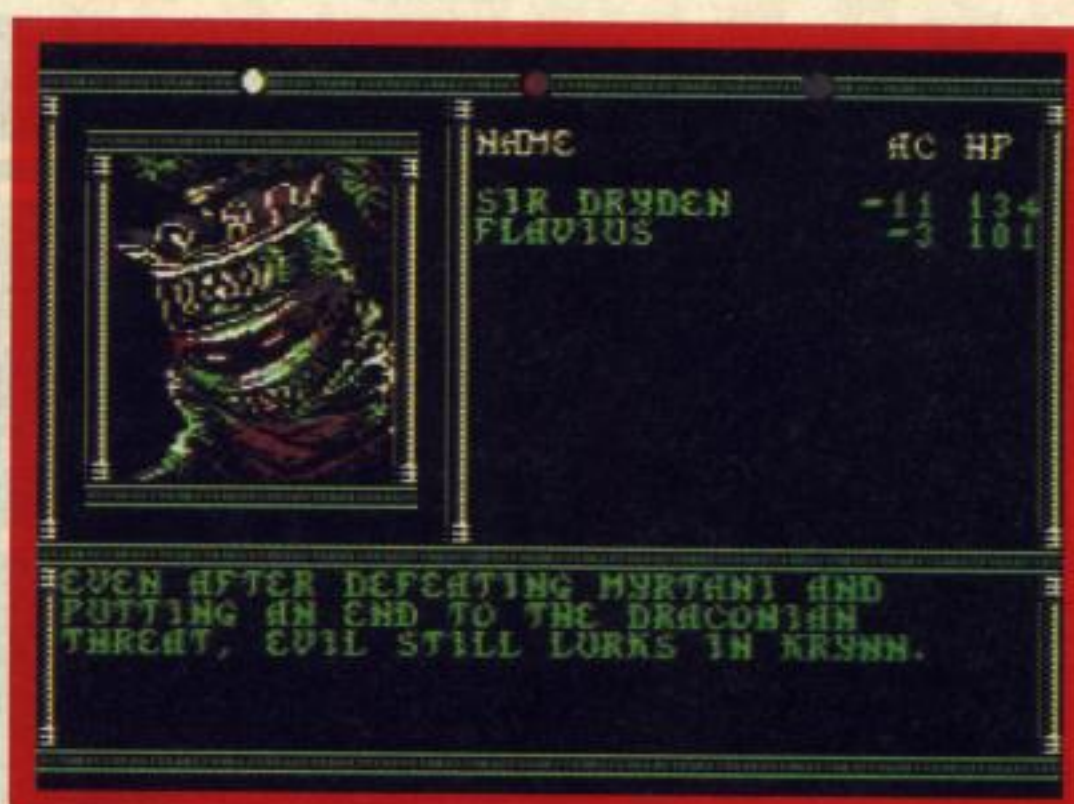 NAME AC HP
SIR DRYDEN -11 134
FLAVIUS -3 101
EVEN AFTER DEFEATING MYRTANI AND
PUTTING AN END TO THE DRACONIAN
THREAT, EVIL STILL LURKS IN KRYNN.